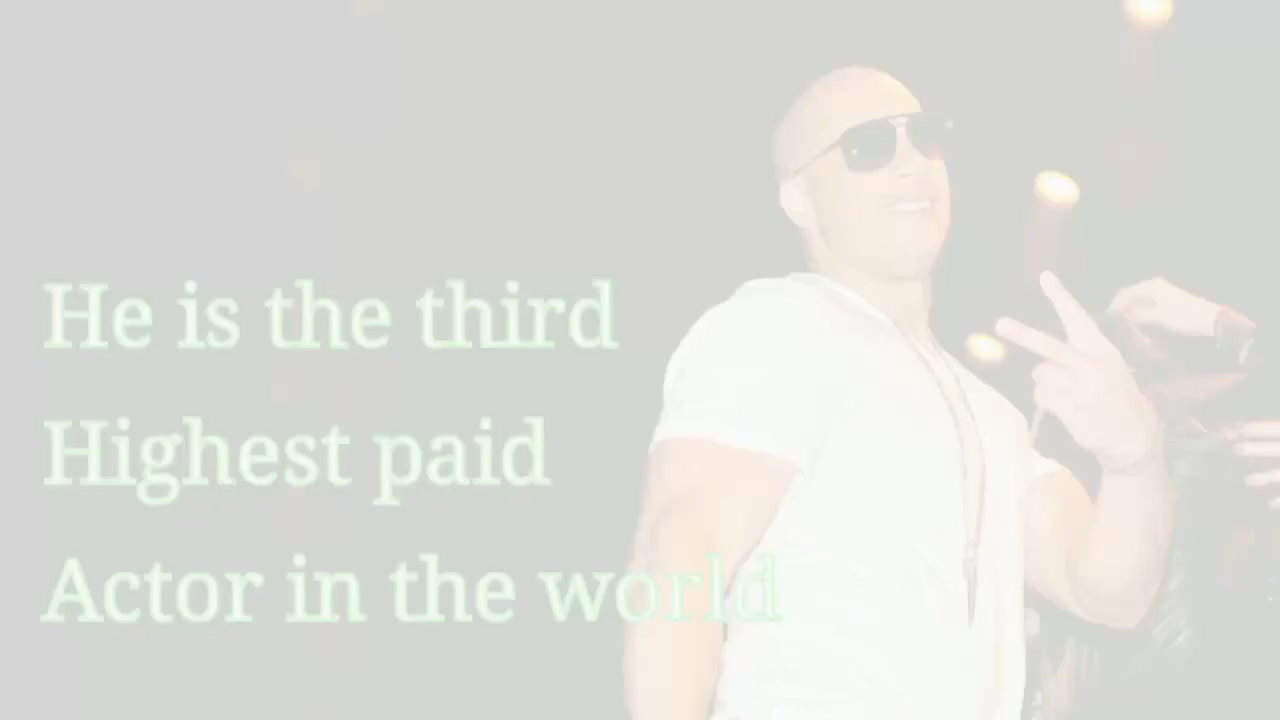 He is the third
Highest paid
Actor in the world